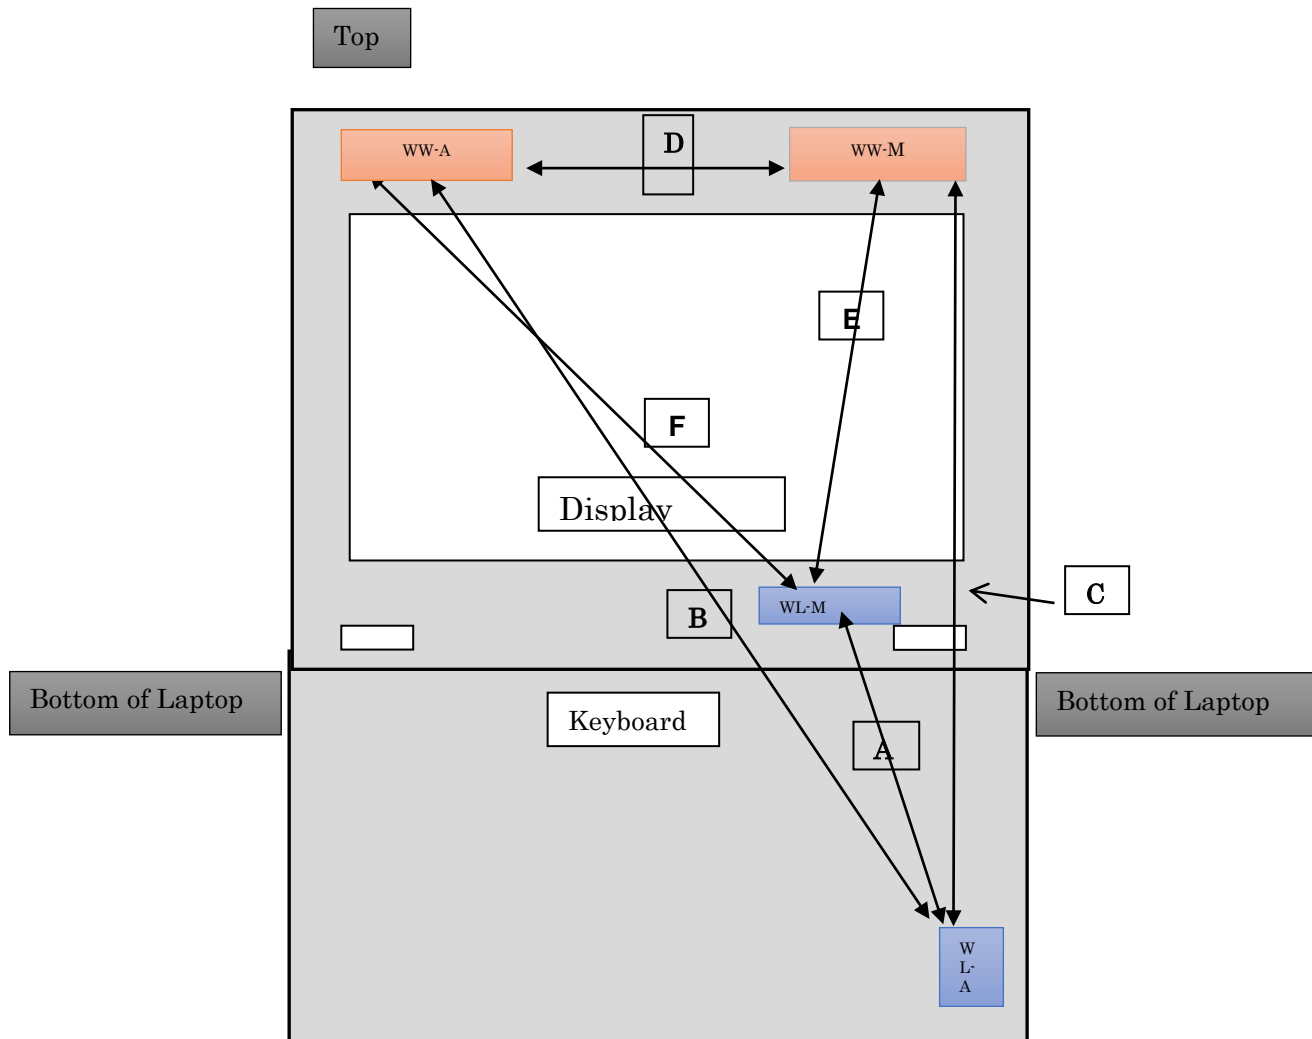 Top
WW-A
D
WW-M
E
F
Display
WL-M
B
C
Bottom of Laptop
Keyboard
Bottom of Laptop
A
W
L-
A